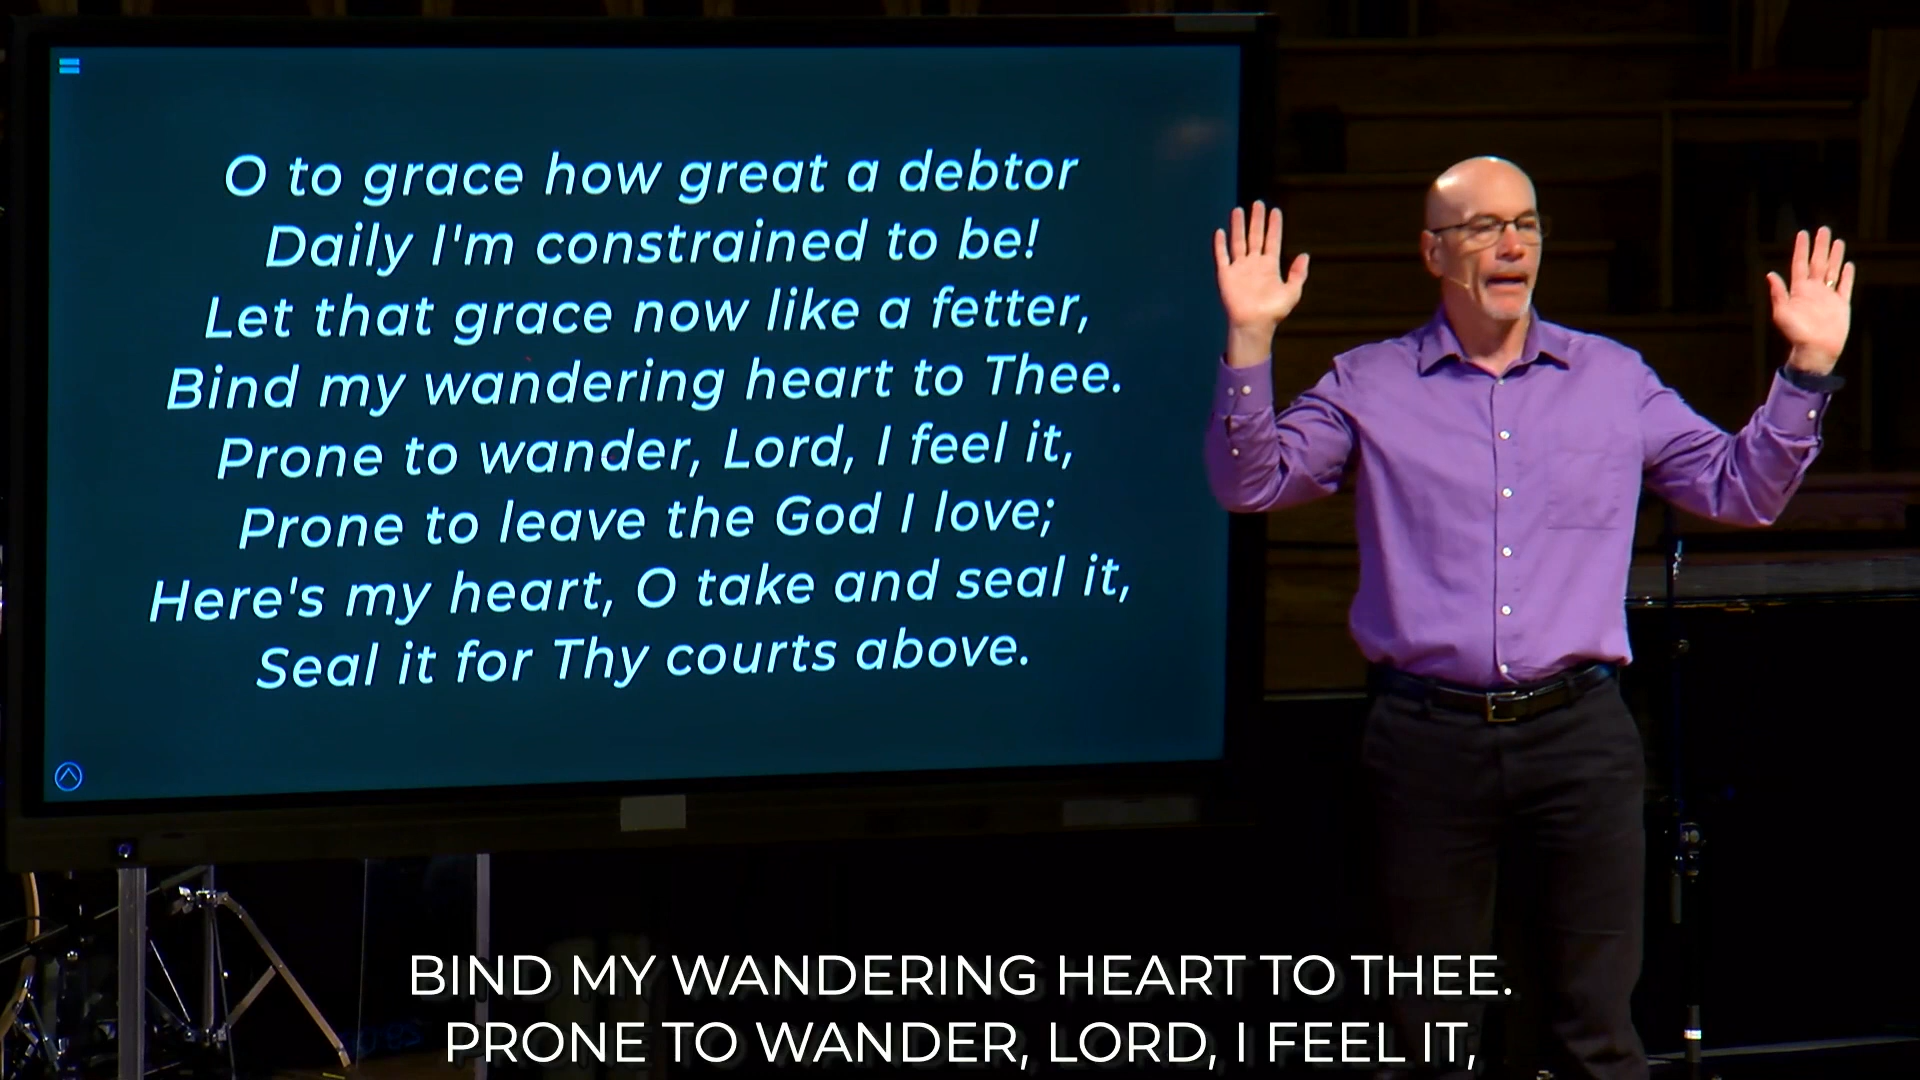 O to grace how great a debtor
Daily I'm constrained to be!
Let that grace now like a fetter,
Bind my wandering heart to Thee.
Prone to wander, Lord, I feel it,
Prone to leave the God I love;
Here's my heart, O take and seal it,
Seal it for Thy courts above.
BIND MY WANDERING HEART TO THEE.
PRONE TO WANDER, LORD, I FEEL IT,